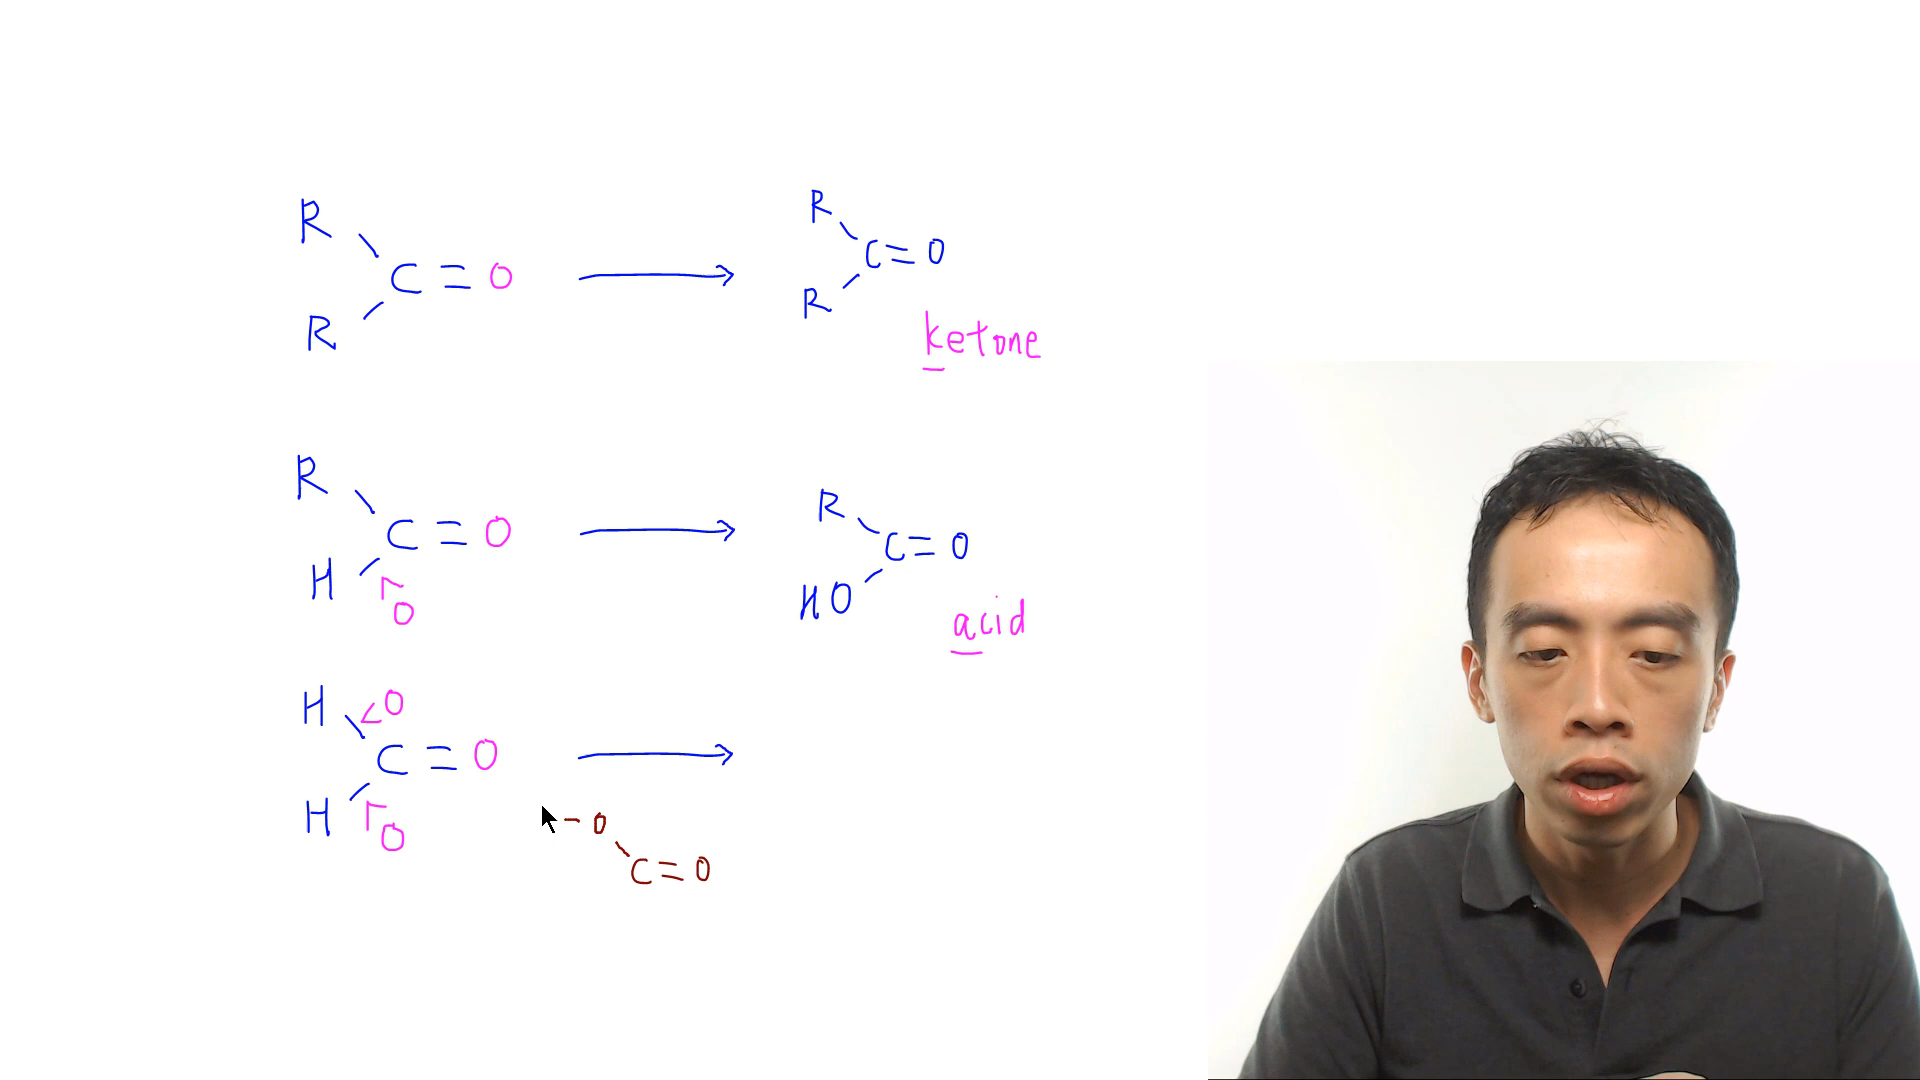 R
R
C = O
R
R
C = O
ketone
R
H
C = O
O
R
HO
C = O
acid
H
O
C = O
H
O
- O
C = O